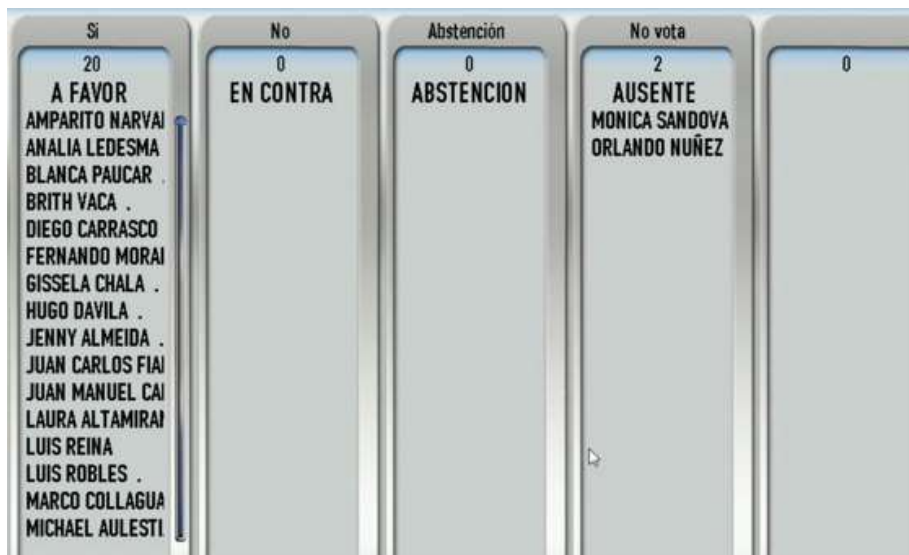 Si
20
A FAVOR
AMPARITO NARVAI
ANALIA LEDESMA
BLANCA PAUCAR .
BRITH VACA .
DIEGO CARRASCO
FERNANDO MORAI
GISSELA CHALA .
HUGO DAVILA .
JENNY ALMEIDA .
JUAN CARLOS FIAI
JUAN MANUEL CAI
LAURA ALTAMIRAN
LUIS REINA
LUIS ROBLES .
MARCO COLLAGUA
MICHAEL AULESTI.
No
0
EN CONTRA
Abstención
0
ABSTENCION
No vota
2
AUSENTE
MONICA SANDOVA
ORLANDO NUÑEZ
0